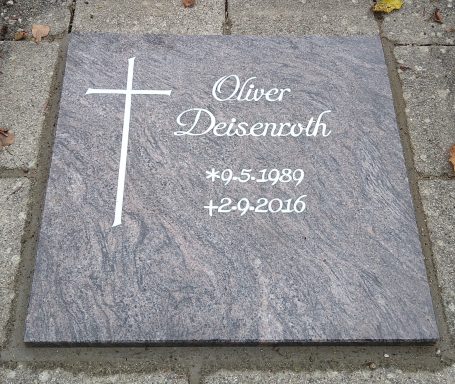 Oliver
Deisenroth
*9-5-1989
†2-9-2016